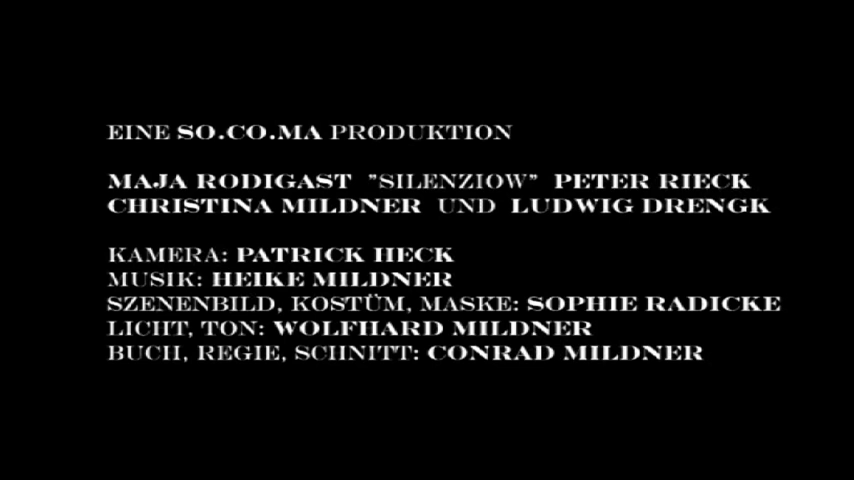 EINE SO.CO.MA PRODUKTION
MAJA RODIGAST "SILENZIOW" PETER RIECK
CHRISTINA MILDNER UND LUDWIG DRENGK
KAMERA: PATRICK HECK
MUSIK: HEIKE MILDNER
SZENENBILD, KOSTÜM, MASKE: SOPHIE RADICKE
LICHT, TON: WOLFHARD MILDNER
BUCH, REGIE, SCHNITT: CONRAD MILDNER